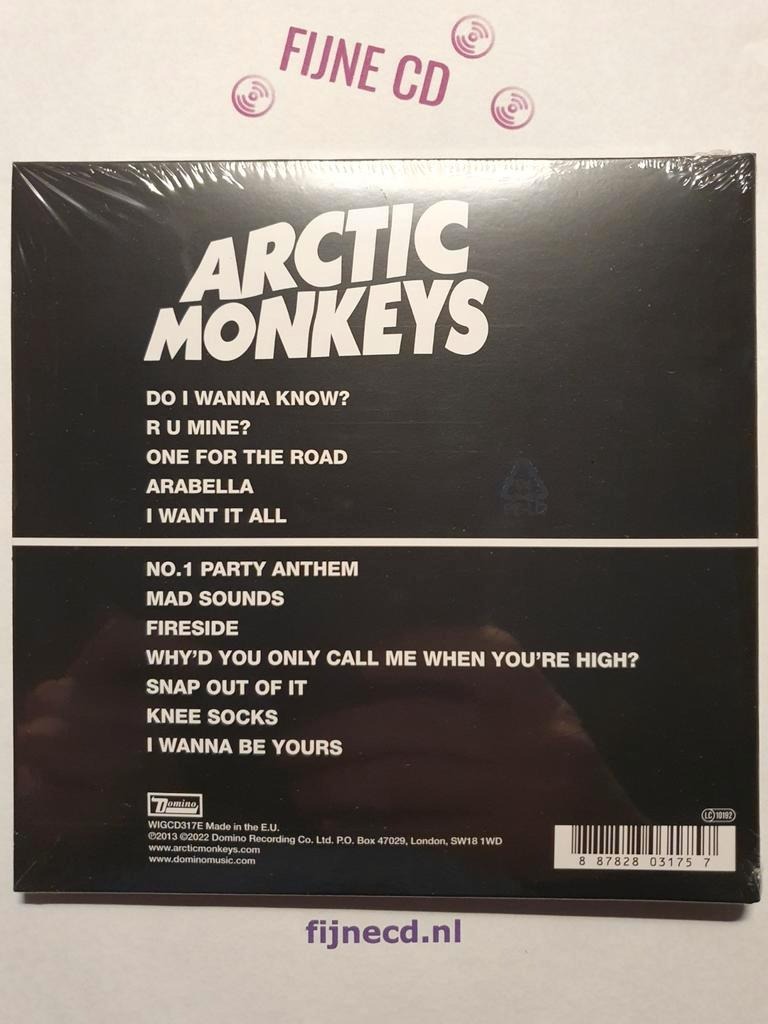 FIJNE CD
ARCTIC
MONKEYS
DO I WANNA KNOW?
R U MINE?
ONE FOR THE ROAD
ARABELLA
I WANT IT ALL
NO.1 PARTY ANTHEM
MAD SOUNDS
FIRESIDE
WHY'D YOU ONLY CALL ME WHEN YOU'RE HIGH?
SNAP OUT OF IT
KNEE SOCKS
I WANNA BE YOURS
Domino
WIGCD317E Made in the E.U.
℗2013 ©2022 Domino Recording Co. Ltd. P.O. Box 47029, London, SW18 1WD
www.arcticmonkeys.com
www.dominomusic.com
LC 10192
8 87828 03175 7
fijnecd.nl